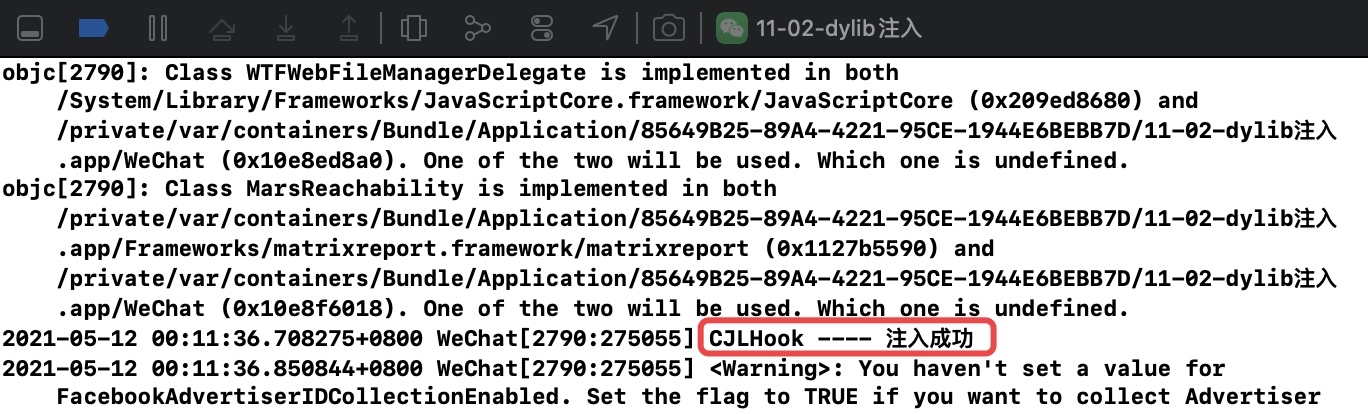 11-02-dylib注入
objc[2790]: Class WTFWebFileManagerDelegate is implemented in both
/System/Library/Frameworks/JavaScriptCore.framework/JavaScriptCore (0x209ed8680) and
/private/var/containers/Bundle/Application/85649B25-89A4-4221-95CE-1944E6BEBB7D/11-02-dylib注入
.app/WeChat (0x10e8ed8a0). One of the two will be used. Which one is undefined.
objc[2790]: Class MarsReachability is implemented in both
/private/var/containers/Bundle/Application/85649B25-89A4-4221-95CE-1944E6BEBB7D/11-02-dylib注入
.app/Frameworks/matrixreport.framework/matrixreport (0x1127b5590) and
/private/var/containers/Bundle/Application/85649B25-89A4-4221-95CE-1944E6BEBB7D/11-02-dylib注入
.app/WeChat (0x10e8f6018). One of the two will be used. Which one is undefined.
2021-05-12 00:11:36.708275+0800 WeChat[2790:275055] CJLHook ---- 注入成功
2021-05-12 00:11:36.850844+0800 WeChat[2790:275055] <Warning>: You haven't set a value for
FacebookAdvertiserIDCollectionEnabled. Set the flag to TRUE if you want to collect Advertiser